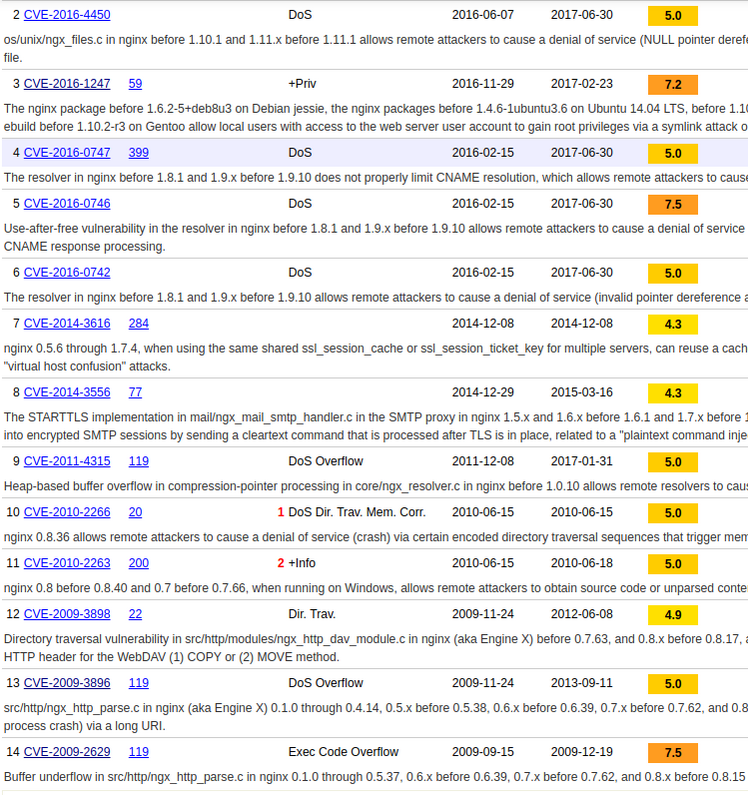 2 CVE-2016-4450 DoS 2016-06-07 2017-06-30 5.0
os/unix/ngx_files.c in nginx before 1.10.1 and 1.11.x before 1.11.1 allows remote attackers to cause a denial of service (NULL pointer
file.
3 CVE-2016-1247 59 +Priv 2016-11-29 2017-02-23 7.2
The nginx package before 1.6.2-5+deb8u3 on Debian jessie, the nginx packages before 1.4.6-1ubuntu3.6 on Ubuntu 14.04 LTS, before
ebuild before 1.10.2-r3 on Gentoo allow local users with access to the web server user account to gain root privileges via a symlink attack
4 CVE-2016-0747 399 DoS 2016-02-15 2017-06-30 5.0
The resolver in nginx before 1.8.1 and 1.9.x before 1.9.10 does not properly limit CNAME resolution, which allows remote attackers to cause
5 CVE-2016-0746 DoS 2016-02-15 2017-06-30 7.5
Use-after-free vulnerability in the resolver in nginx before 1.8.1 and 1.9.x before 1.9.10 allows remote attackers to cause a denial of service
CNAME response processing.
6 CVE-2016-0742 DoS 2016-02-15 2017-06-30 5.0
The resolver in nginx before 1.8.1 and 1.9.x before 1.9.10 allows remote attackers to cause a denial of service (invalid pointer dereference
7 CVE-2014-3616 284 2014-12-08 2014-12-08 4.3
nginx 0.5.6 through 1.7.4, when using the same shared ssl_session_cache or ssl_session_ticket_key for multiple servers, can reuse a
"virtual host confusion" attacks.
8 CVE-2014-3556 77 2014-12-29 2015-03-16 4.3
The STARTTLS implementation in mail/ngx_mail_smtp_handler.c in the SMTP proxy in nginx 1.5.x and 1.6.x before 1.6.1 and 1.7.x before
into encrypted SMTP sessions by sending a cleartext command that is processed after TLS is in place, related to a "plaintext command
9 CVE-2011-4315 119 DoS Overflow 2011-12-08 2017-01-31 5.0
Heap-based buffer overflow in compression-pointer processing in core/ngx_resolver.c in nginx before 1.0.10 allows remote resolvers to
10 CVE-2010-2266 20 1 DoS Dir. Trav. Mem. Corr. 2010-06-15 2010-06-15 5.0
nginx 0.8.36 allows remote attackers to cause a denial of service (crash) via certain encoded directory traversal sequences that trigger
11 CVE-2010-2263 200 2 +Info 2010-06-15 2010-06-18 5.0
nginx 0.8 before 0.8.40 and 0.7 before 0.7.66, when running on Windows, allows remote attackers to obtain source code or unparsed
12 CVE-2009-3898 22 Dir. Trav. 2009-11-24 2012-06-08 4.9
Directory traversal vulnerability in src/http/modules/ngx_http_dav_module.c in nginx (aka Engine X) before 0.7.63, and 0.8.x before 0.8.17,
HTTP header for the WebDAV (1) COPY or (2) MOVE method.
13 CVE-2009-3896 119 DoS Overflow 2009-11-24 2013-09-11 5.0
src/http/ngx_http_parse.c in nginx (aka Engine X) 0.1.0 through 0.4.14, 0.5.x before 0.5.38, 0.6.x before 0.6.39, 0.7.x before 0.7.62, and
process crash) via a long URI.
14 CVE-2009-2629 119 Exec Code Overflow 2009-09-15 2009-12-19 7.5
Buffer underflow in src/http/ngx_http_parse.c in nginx 0.1.0 through 0.5.37, 0.6.x before 0.6.39, 0.7.x before 0.7.62, and 0.8.x before 0.8.15